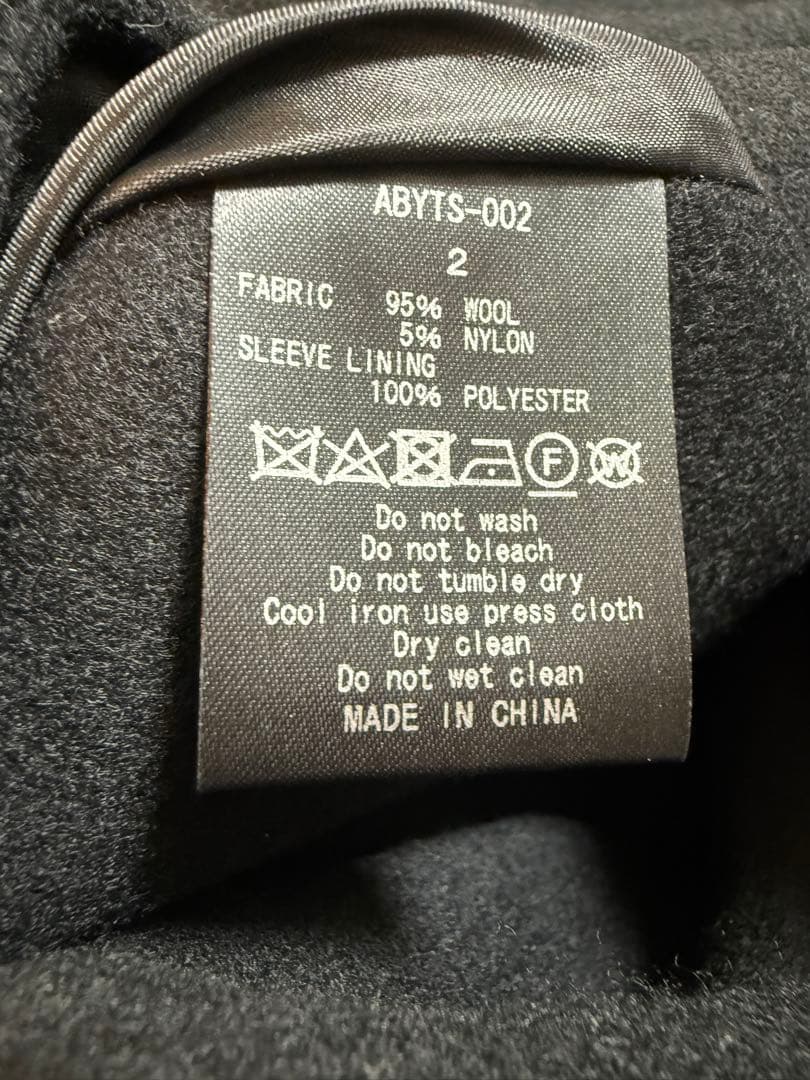 ABYTS-002
2
FABRIC 95% WOOL
5% NYLON
SLEEVE LINING
100% POLYESTER
F W
Do not wash
Do not bleach
Do not tumble dry
Cool iron use press cloth
Dry clean
Do not wet clean
MADE IN CHINA